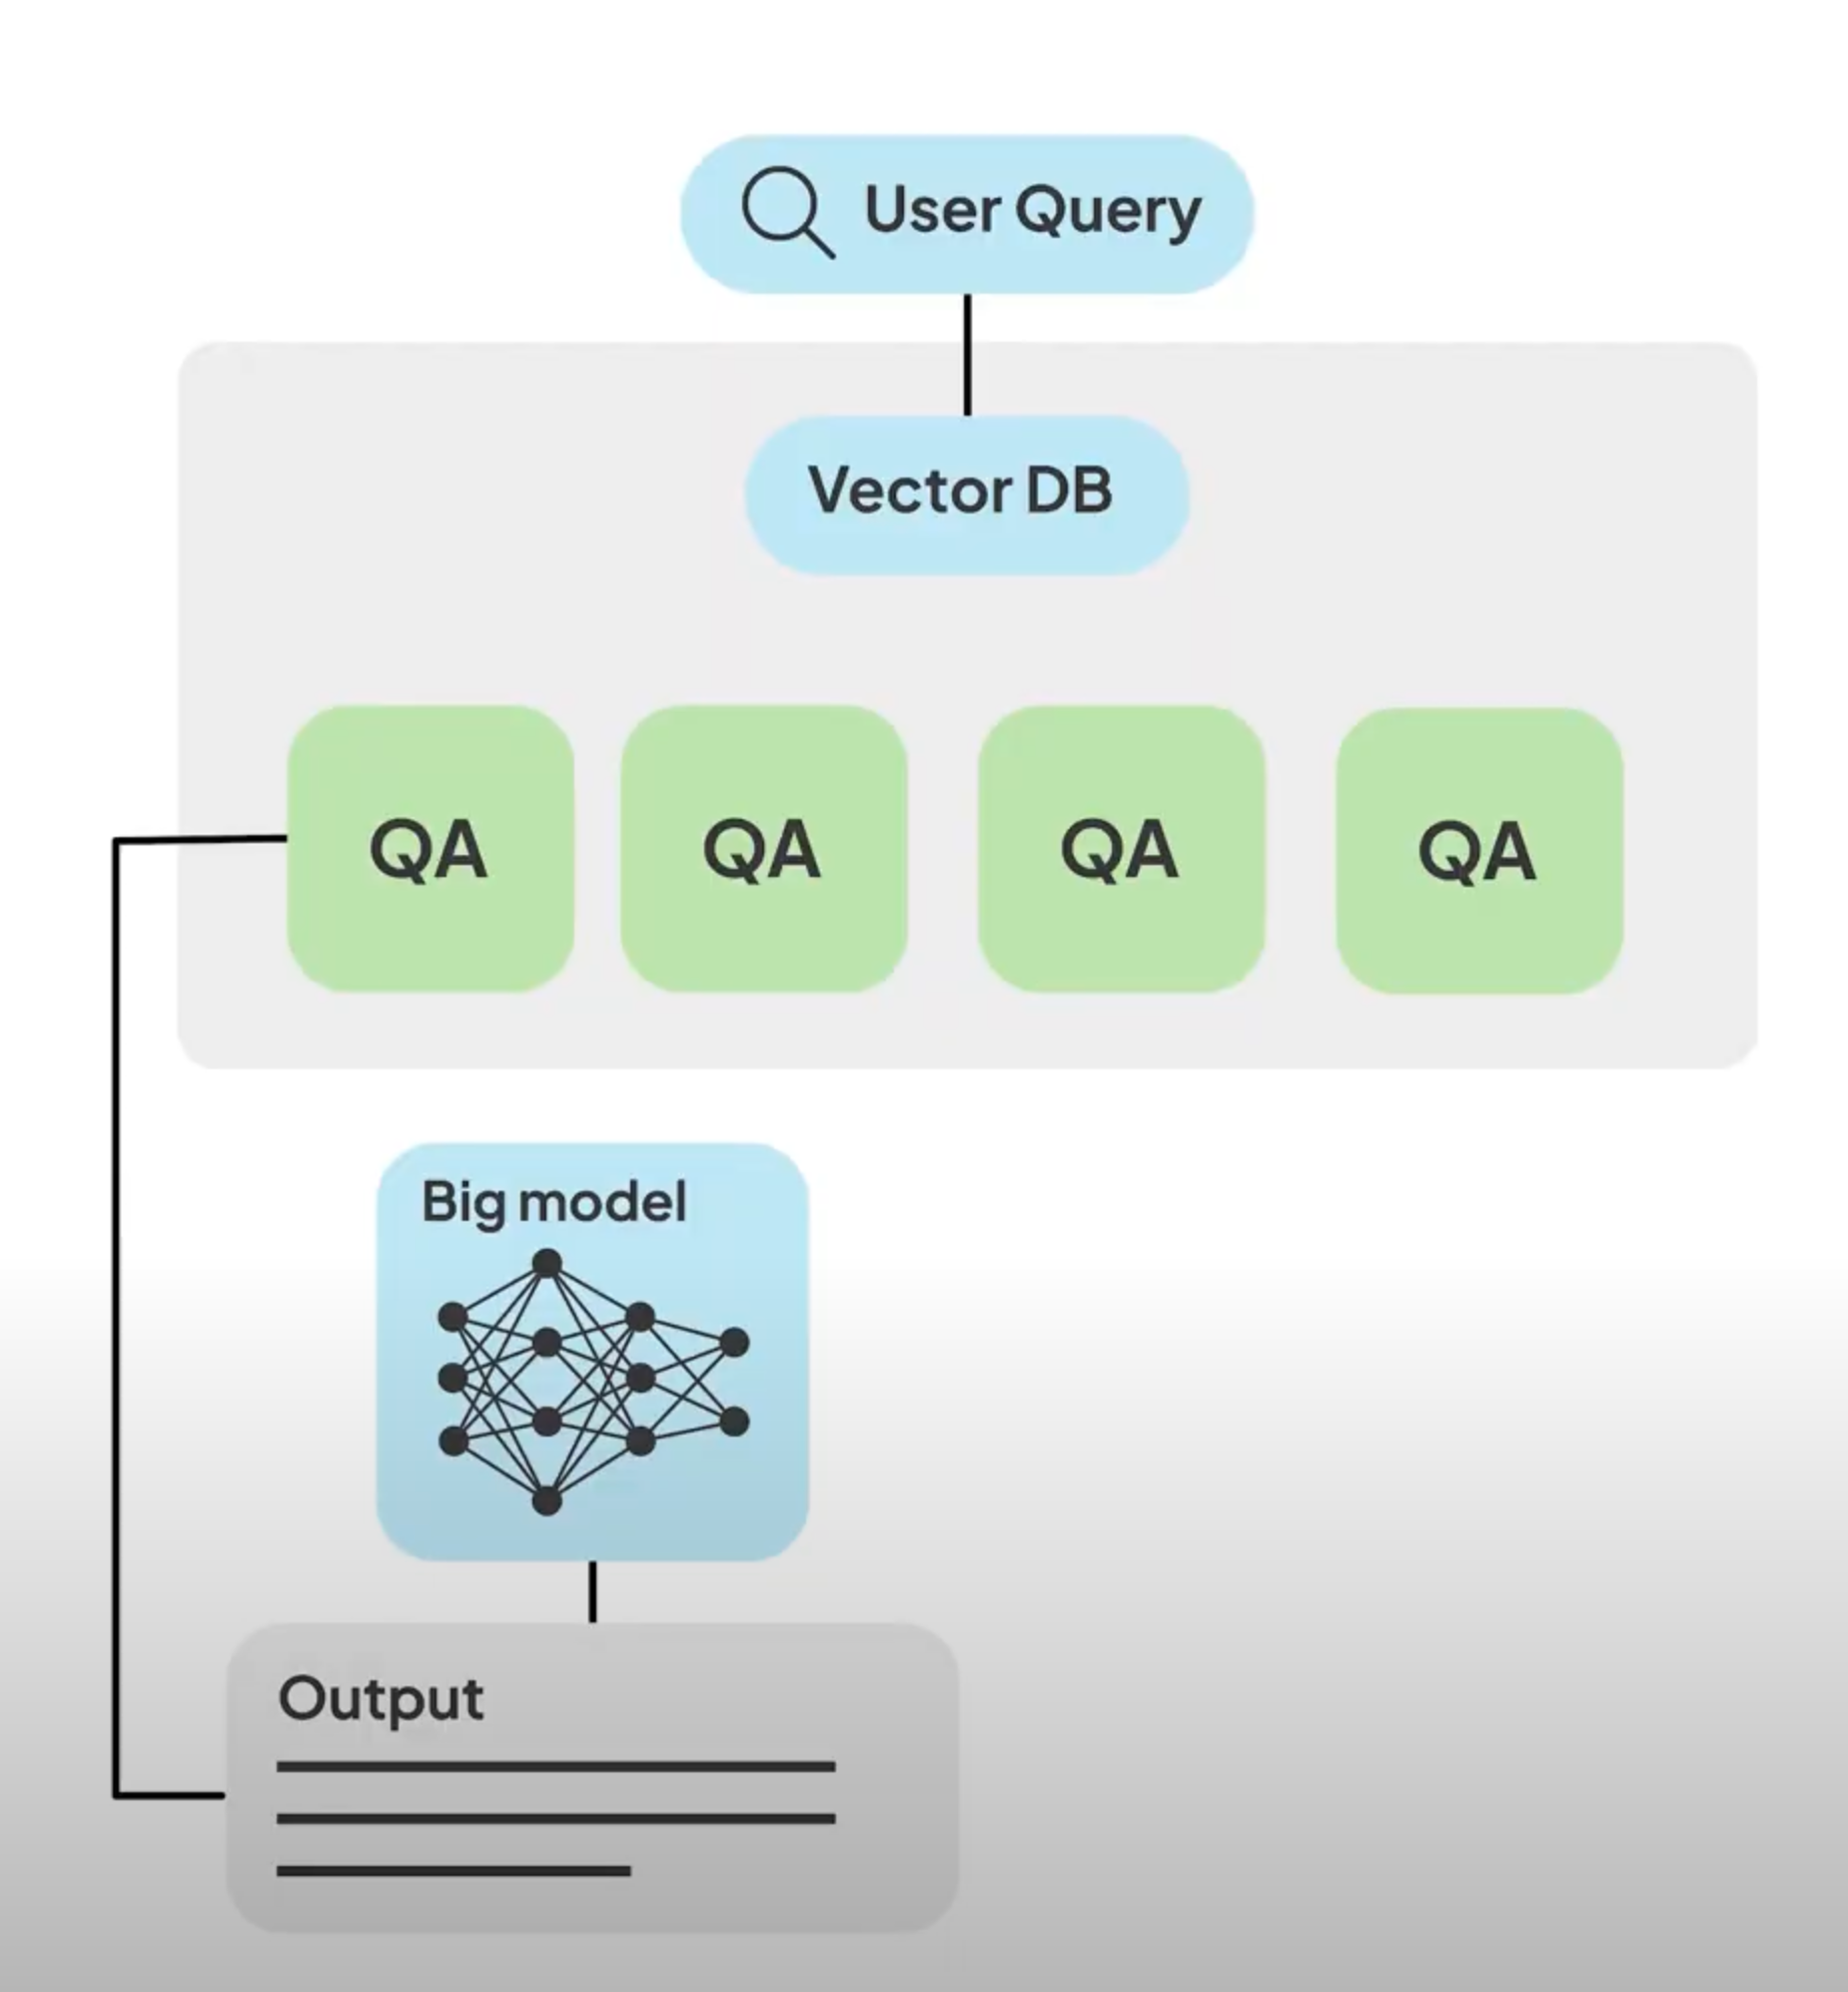 User Query
Vector DB
QA
QA
QA
QA
Big model
Output